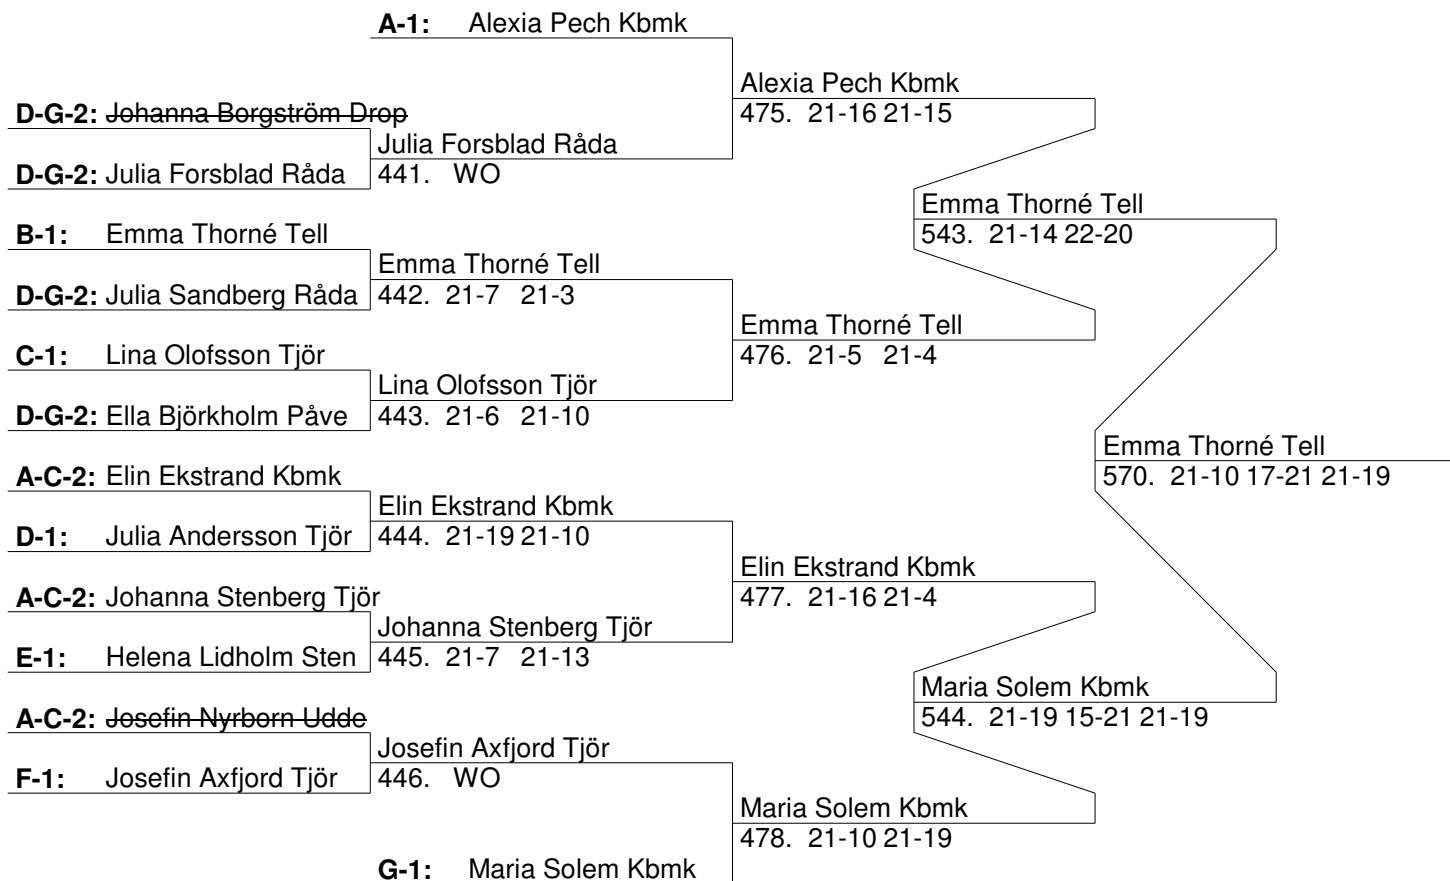 A-1: Alexia Pech Kbmk
Alexia Pech Kbmk
475. 21-16 21-15
D-G-2: Johanna Borgström Drop
Julia Forsblad Råda
441. WO
D-G-2: Julia Forsblad Råda
Emma Thorné Tell
543. 21-14 22-20
B-1: Emma Thorné Tell
Emma Thorné Tell
442. 21-7 21-3
D-G-2: Julia Sandberg Råda
Emma Thorné Tell
476. 21-5 21-4
C-1: Lina Olofsson Tjör
Lina Olofsson Tjör
443. 21-6 21-10
D-G-2: Ella Björkholm Påve
Emma Thorné Tell
570. 21-10 17-21 21-19
A-C-2: Elin Ekstrand Kbmk
Elin Ekstrand Kbmk
444. 21-19 21-10
D-1: Julia Andersson Tjör
Elin Ekstrand Kbmk
477. 21-16 21-4
A-C-2: Johanna Stenberg Tjör
Johanna Stenberg Tjör
445. 21-7 21-13
E-1: Helena Lidholm Sten
Maria Solem Kbmk
544. 21-19 15-21 21-19
A-C-2: Josefin Nyrborn Udde
Josefin Axfjord Tjör
446. WO
F-1: Josefin Axfjord Tjör
Maria Solem Kbmk
478. 21-10 21-19
G-1: Maria Solem Kbmk